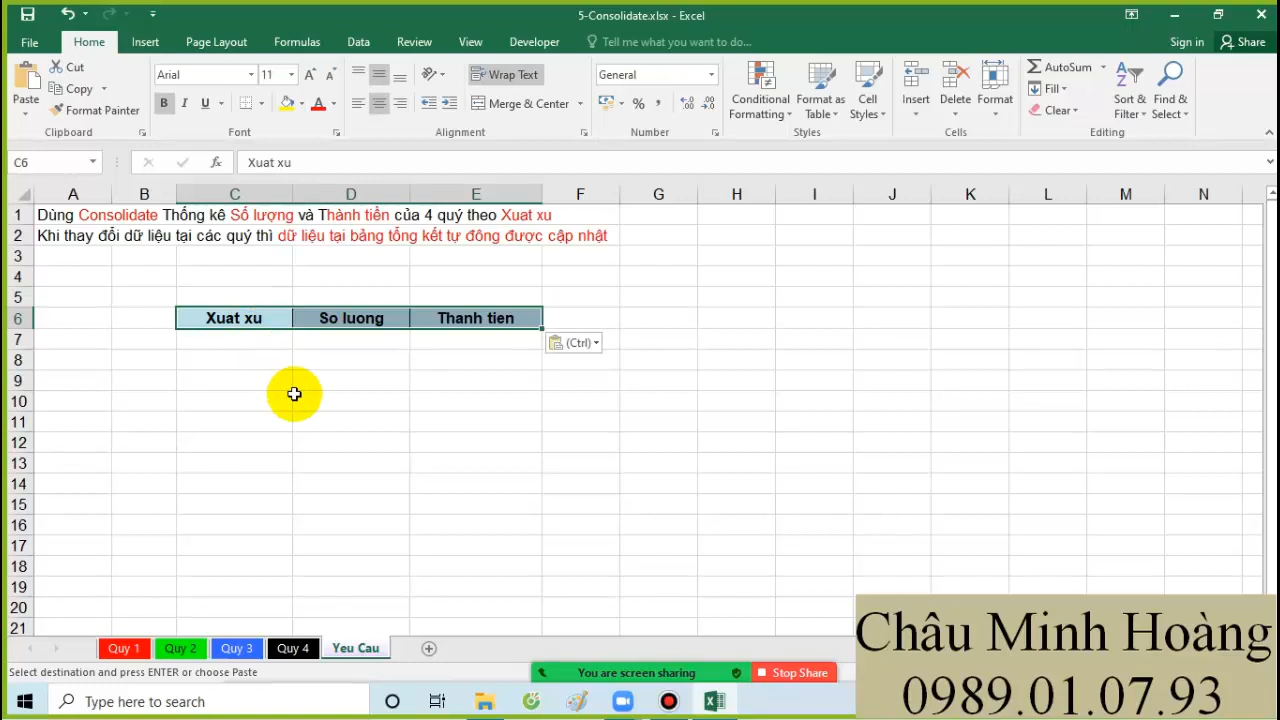 5-Consolidate.xlsx - Excel
File Home Insert Page Layout Formulas Data Review View Developer Tell me what you want to do... Sign in Share
Paste Cut Copy Format Painter Clipboard
Arial 11 B I U A Font
Wrap Text Merge & Center Alignment
General % , Number
Conditional Formatting Format as Table Cell Styles Styles
Insert Delete Format Cells
AutoSum Fill Clear Sort & Filter Find & Select Editing
C6 fx Xuat xu
A B C D E F G H I J K L M N
1 Dùng Consolidate Thống kê Số lượng và Thành tiền của 4 quý theo Xuat xu
2 Khi thay đổi dữ liệu tại các quý thì dữ liệu tại bảng tổng kết tự đông được cập nhật
3
4
5
6 Xuat xu So luong Thanh tien
7 (Ctrl)
8
9
10
11
12
13
14
15
16
17
18
19
20
21
Quy 1 Quy 2 Quy 3 Quy 4 Yeu Cau
Select destination and press ENTER or choose Paste
You are screen sharing Stop Share
Type here to search
Châu Minh Hoàng
0989.01.07.93